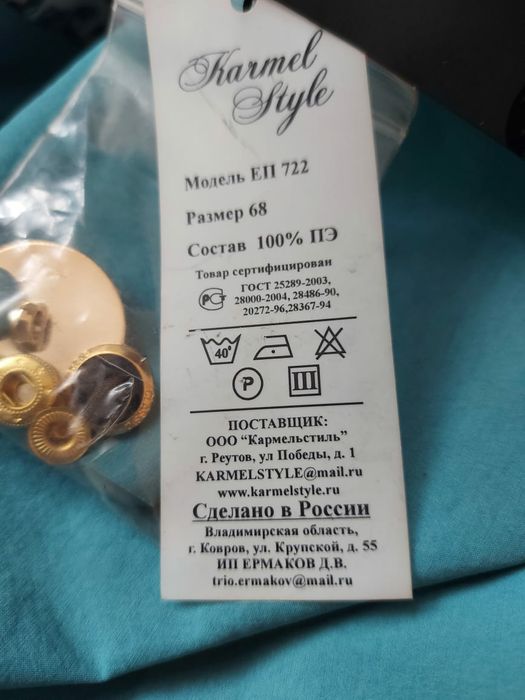 Karmel
Style
Модель ЕП 722
Размер 68
Состав 100% ПЭ
Товар сертифицирован
РСТ
ГОСТ 25289-2003,
28000-2004, 28486-90,
20272-96,28367-94
40°
P
III
ПОСТАВЩИК:
ООО "Кармельстиль"
г. Реутов, ул Победы, д. 1
KARMELSTYLE@mail.ru
www.karmelstyle.ru
Сделано в России
Владимирская область,
г. Ковров, ул. Крупской, д. 55
ИП ЕРМАКОВ Д.В.
trio.ermakov@mail.ru